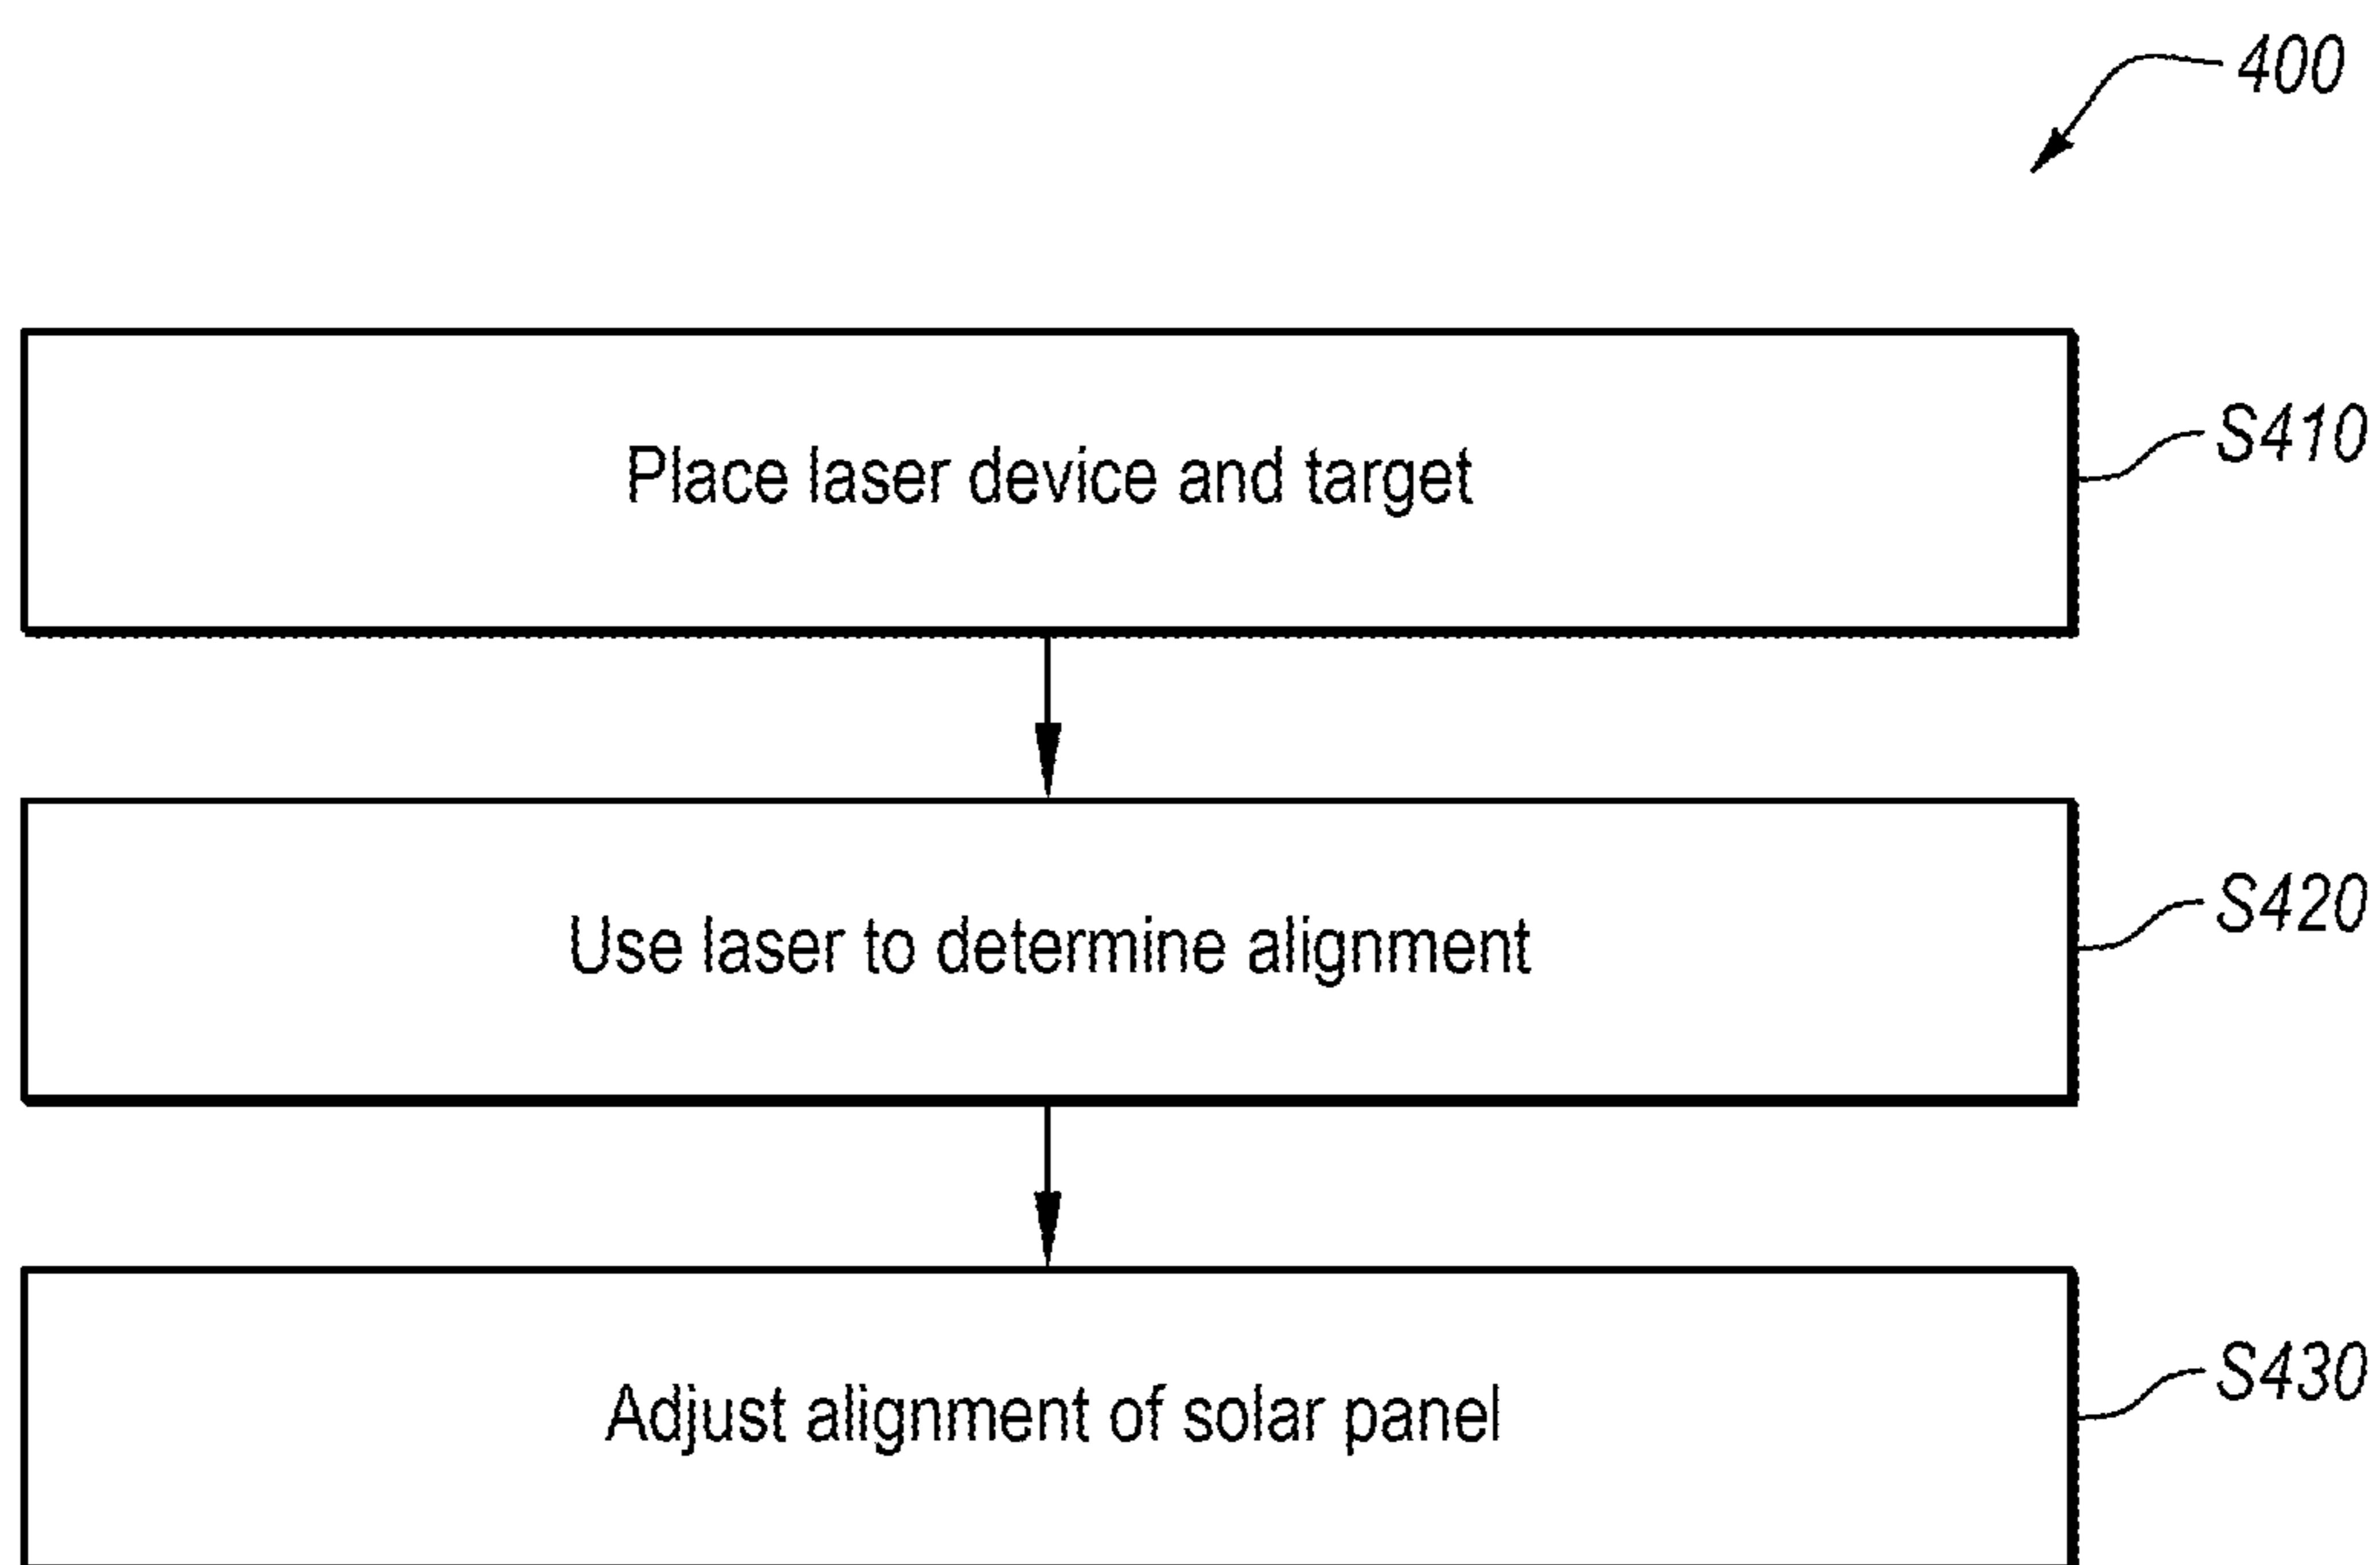 400
Place laser device and target
S410
Use laser to determine alignment
S420
Adjust alignment of solar panel
S430